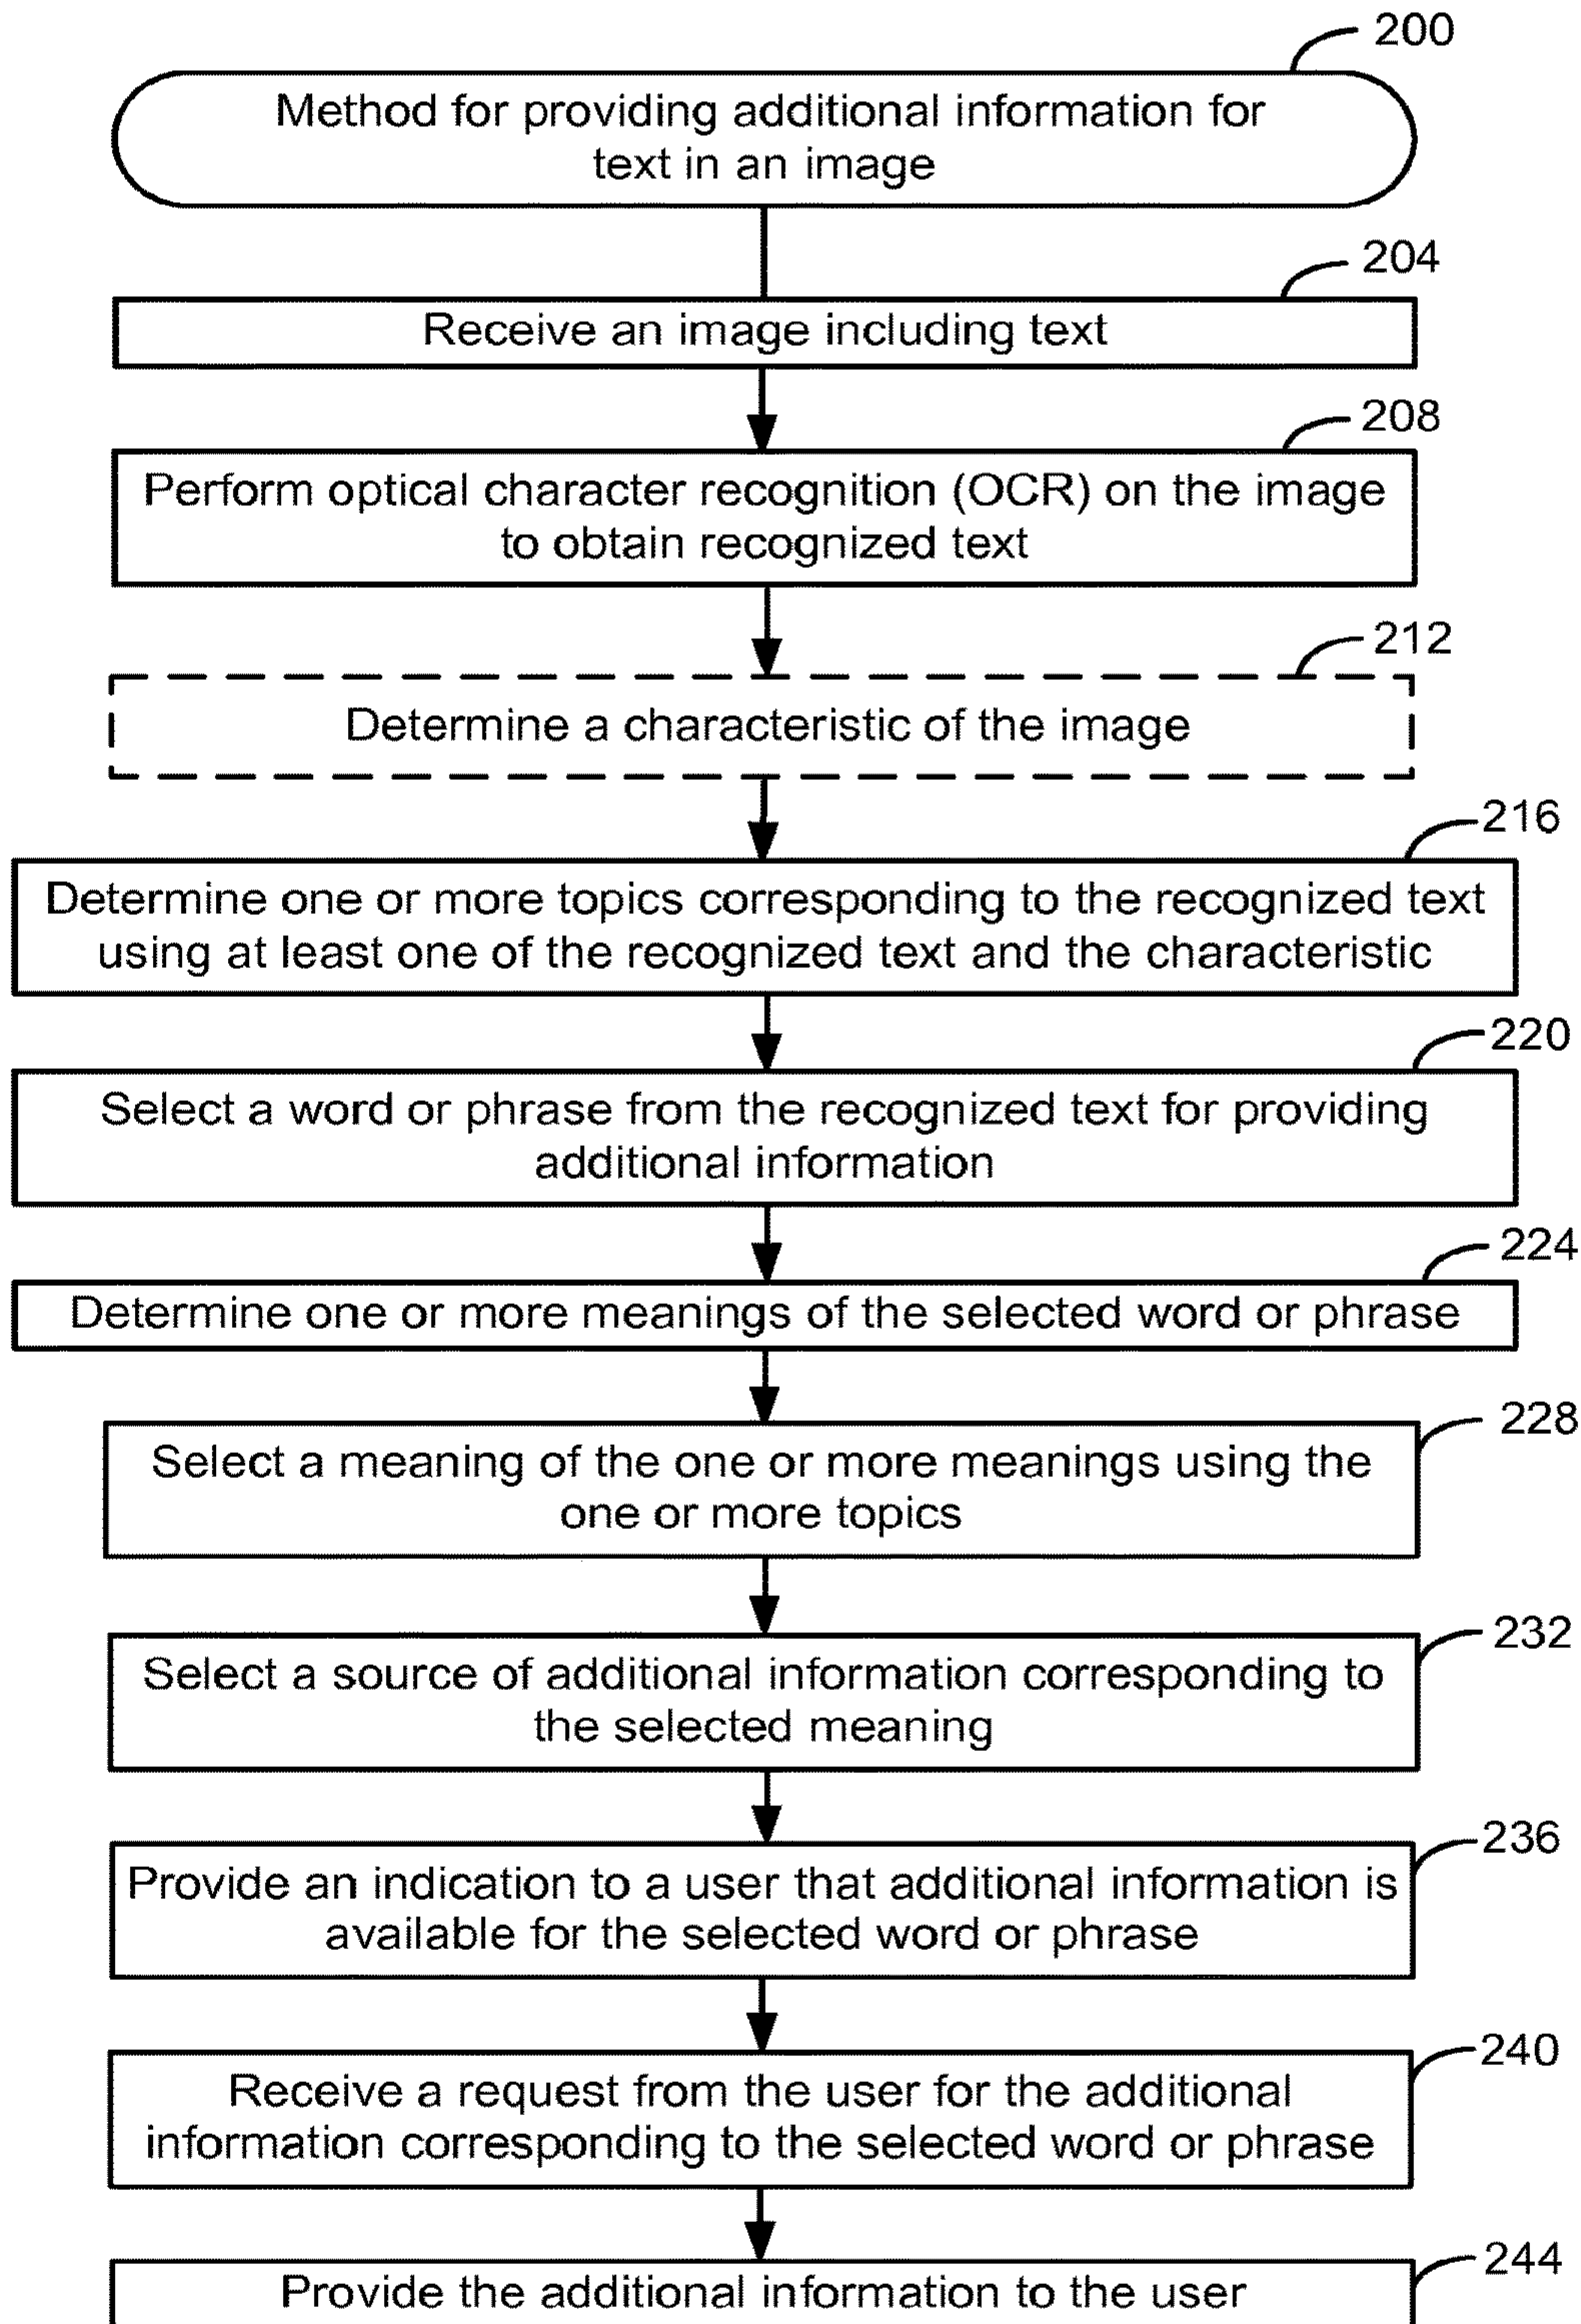 200
Method for providing additional information for
text in an image
204
Receive an image including text
208
Perform optical character recognition (OCR) on the image
to obtain recognized text
212
Determine a characteristic of the image
216
Determine one or more topics corresponding to the recognized text
using at least one of the recognized text and the characteristic
220
Select a word or phrase from the recognized text for providing
additional information
224
Determine one or more meanings of the selected word or phrase
228
Select a meaning of the one or more meanings using the
one or more topics
232
Select a source of additional information corresponding to
the selected meaning
236
Provide an indication to a user that additional information is
available for the selected word or phrase
240
Receive a request from the user for the additional
information corresponding to the selected word or phrase
244
Provide the additional information to the user